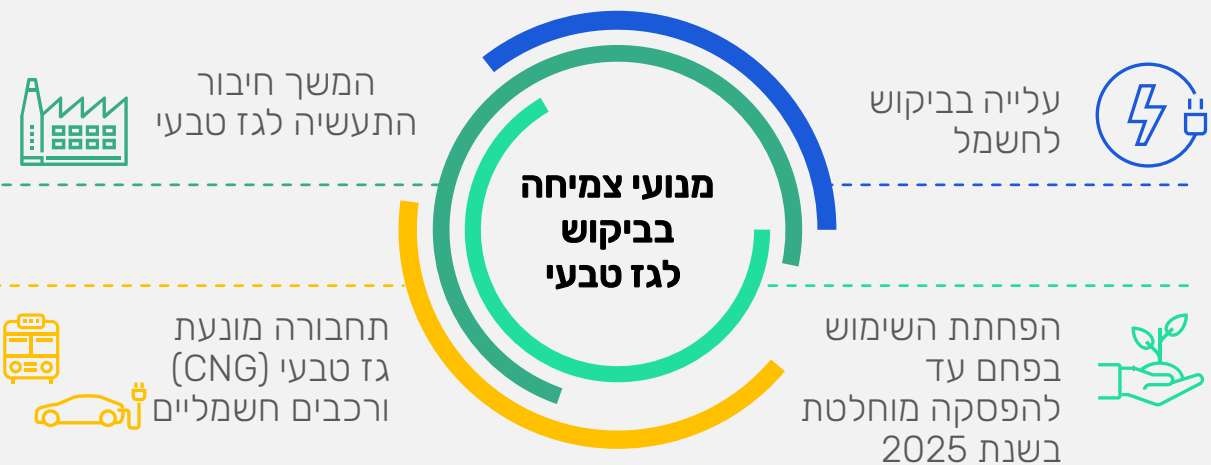 עלייה בביקוש
לחשמל
המשך חיבור
התעשיה לגז טבעי
מנועי צמיחה
בביקוש
לגז טבעי
הפחתת השימוש
בפחם עד
להפסקה מוחלטת
בשנת 2025
תחבורה מונעת
גז טבעי (CNG)
ורכבים חשמליים